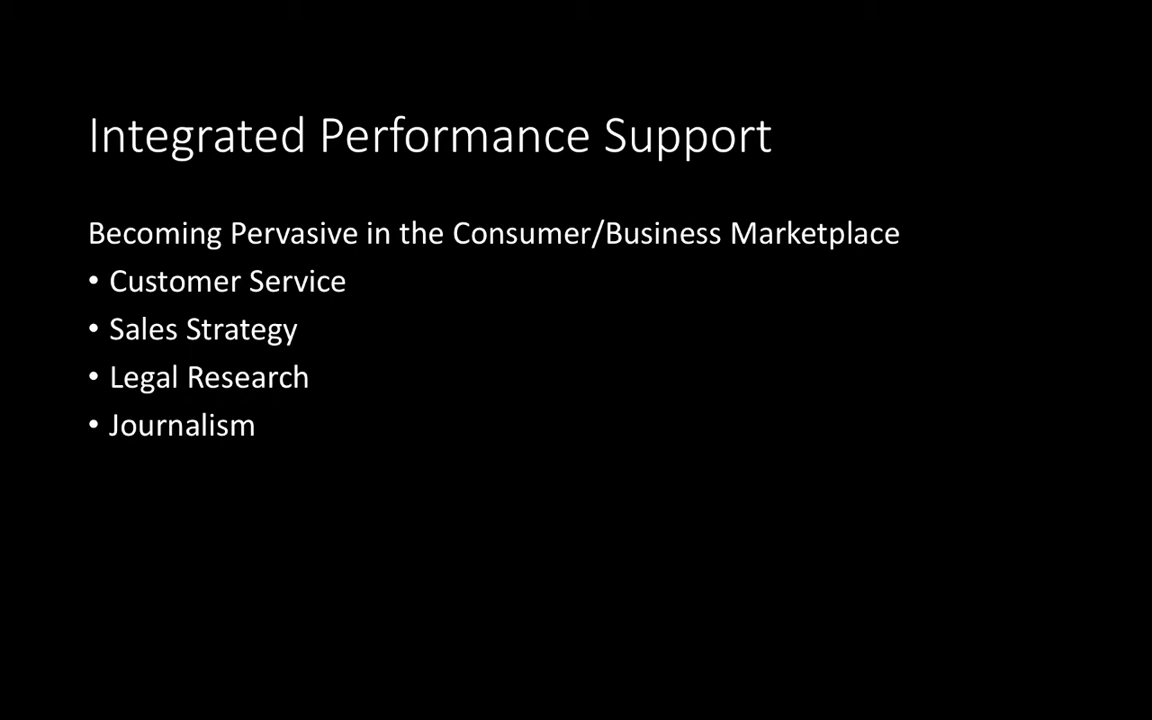 Integrated Performance Support
Becoming Pervasive in the Consumer/Business Marketplace
• Customer Service
• Sales Strategy
• Legal Research
• Journalism